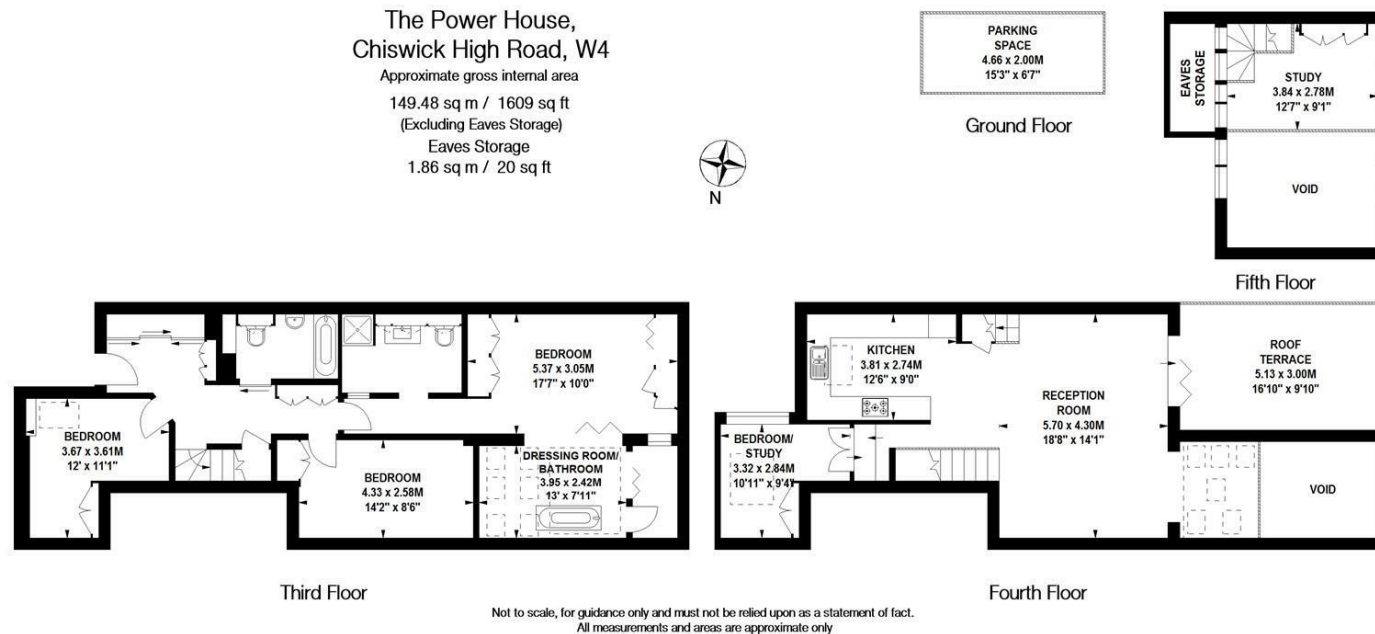 The Power House,
Chiswick High Road, W4
Approximate gross internal area
149.48 sq m / 1609 sq ft
(Excluding Eaves Storage)
Eaves Storage
1.86 sq m / 20 sq ft
N
PARKING
SPACE
4.66 x 2.00M
15'3" x 6'7"
Ground Floor
EAVES
STORAGE
STUDY
3.84 x 2.78M
12'7" x 9'1"
VOID
Fifth Floor
BEDROOM
3.67 x 3.61M
12' x 11'1"
BEDROOM
5.37 x 3.05M
17'7" x 10'0"
BEDROOM
4.33 x 2.58M
14'2" x 8'6"
DRESSING ROOM/
BATHROOM
3.95 x 2.42M
13' x 7'11"
Third Floor
KITCHEN
3.81 x 2.74M
12'6" x 9'0"
BEDROOM/
STUDY
3.32 x 2.84M
10'11" x 9'4"
RECEPTION
ROOM
5.70 x 4.30M
18'8" x 14'1"
ROOF
TERRACE
5.13 x 3.00M
16'10" x 9'10"
VOID
Fourth Floor
Not to scale, for guidance only and must not be relied upon as a statement of fact.
All measurements and areas are approximate only